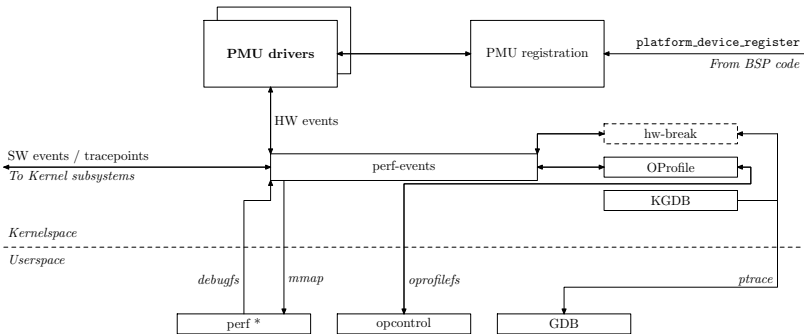 PMU drivers
PMU registration
platform_device_register
From BSP code
HW events
hw-break
SW events / tracepoints
To Kernel subsystems
perf-events
OProfile
KGDB
Kernelspace
Userspace
debugfs
mmap
oprofilefs
ptrace
perf *
opcontrol
GDB